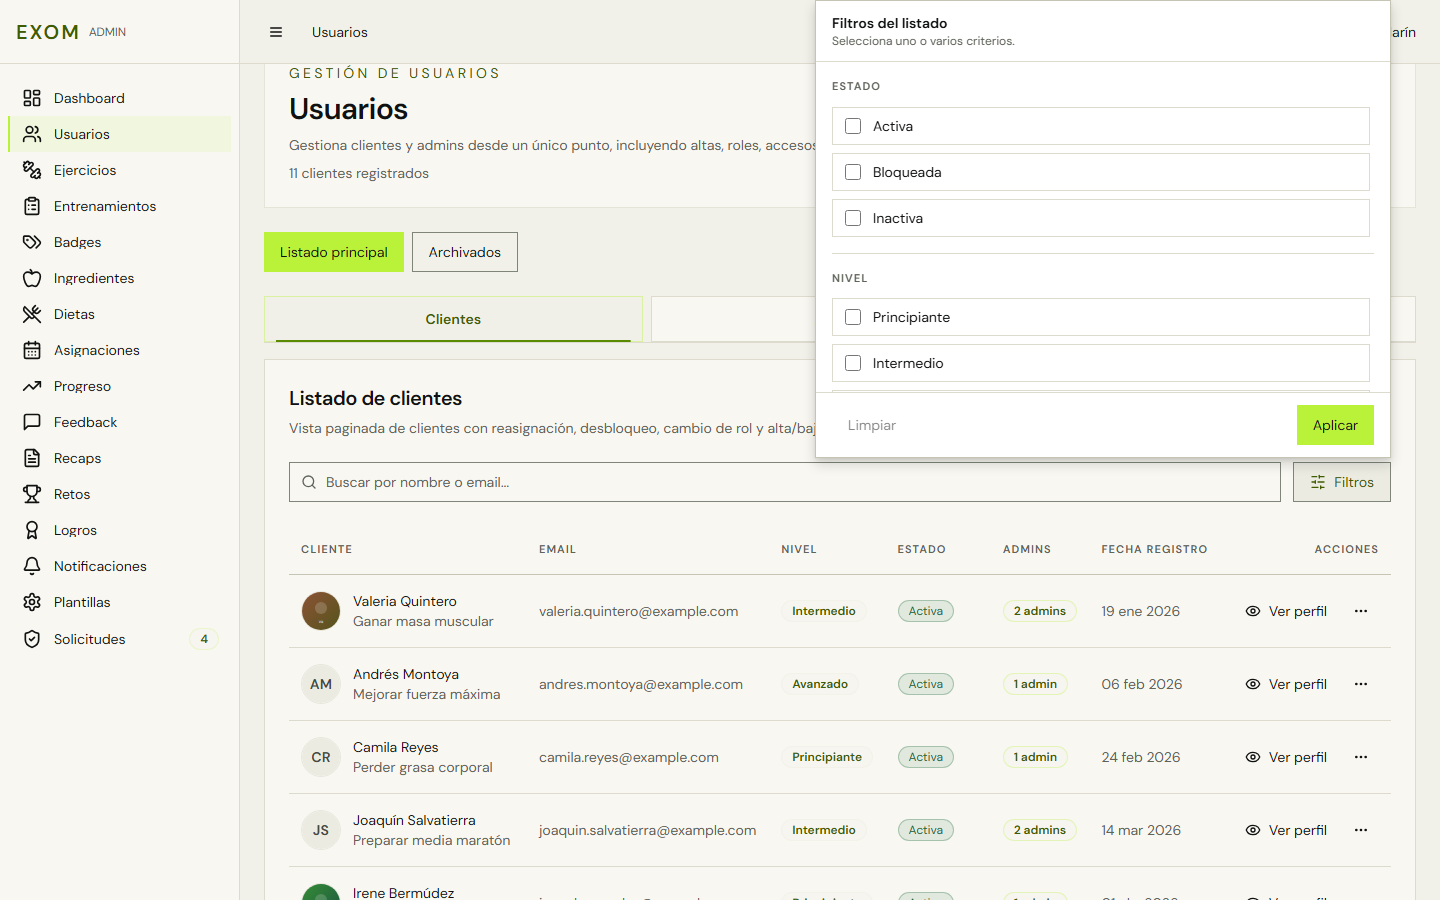 EXOM ADMIN
Usuarios
arín
Dashboard
Usuarios
Ejercicios
Entrenamientos
Badges
Ingredientes
Dietas
Asignaciones
Progreso
Feedback
Recaps
Retos
Logros
Notificaciones
Plantillas
Solicitudes 4
GESTIÓN DE USUARIOS
Usuarios
Gestiona clientes y admins desde un único punto, incluyendo altas, roles, accesos
11 clientes registrados
Listado principal
Archivados
Clientes
Filtros del listado
Selecciona uno o varios criterios.
ESTADO
Activa
Bloqueada
Inactiva
NIVEL
Principiante
Intermedio
Limpiar
Aplicar
Listado de clientes
Vista paginada de clientes con reasignación, desbloqueo, cambio de rol y alta/baj
Buscar por nombre o email...
Filtros
CLIENTE EMAIL NIVEL ESTADO ADMINS FECHA REGISTRO ACCIONES
Valeria Quintero
Ganar masa muscular
valeria.quintero@example.com Intermedio Activa 2 admins 19 ene 2026 Ver perfil
AM
Andrés Montoya
Mejorar fuerza máxima
andres.montoya@example.com Avanzado Activa 1 admin 06 feb 2026 Ver perfil
CR
Camila Reyes
Perder grasa corporal
camila.reyes@example.com Principiante Activa 1 admin 24 feb 2026 Ver perfil
JS
Joaquín Salvatierra
Preparar media maratón
joaquin.salvatierra@example.com Intermedio Activa 2 admins 14 mar 2026 Ver perfil
Irene Bermúdez